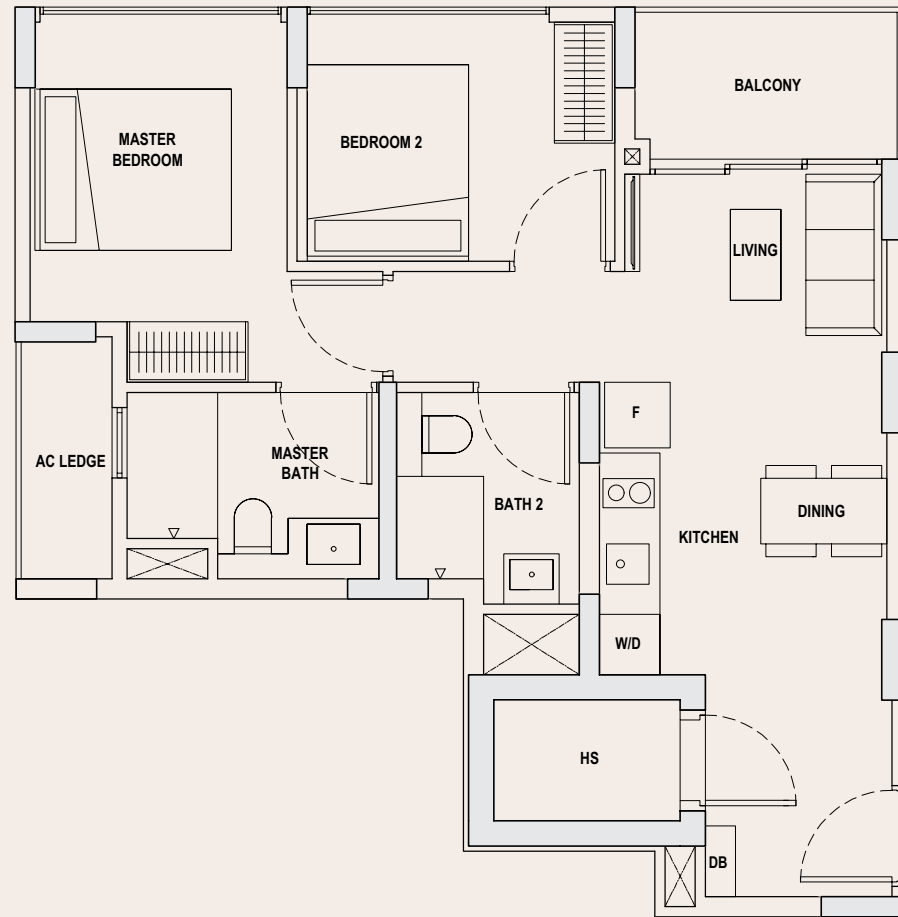 BALCONY
MASTER
BEDROOM
BEDROOM 2
LIVING
F
MASTER
BATH
AC LEDGE
BATH 2
DINING
KITCHEN
W/D
HS
DB